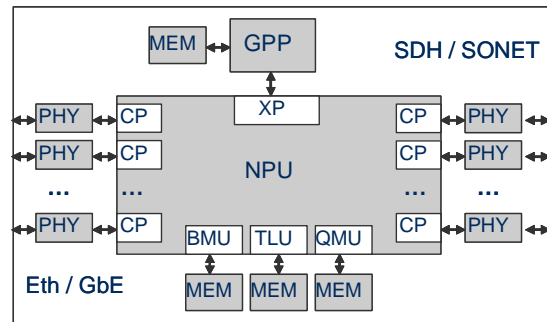 MEM GPP SDH / SONET
XP
PHY CP CP PHY
PHY CP NPU CP PHY
... ... ... ...
PHY CP CP PHY
BMU TLU QMU
Eth / GbE MEM MEM MEM